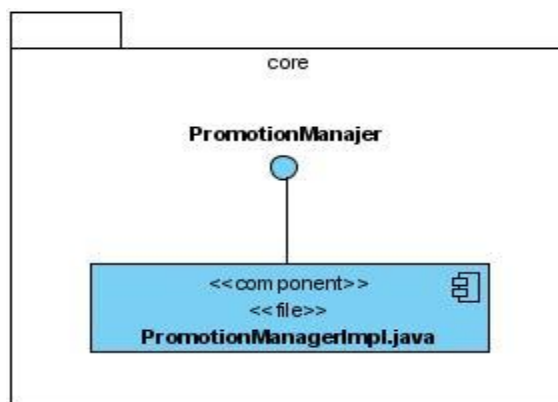 core
PromotionManajer
<<component>>
<<file>>
PromotionManagerImpl.java